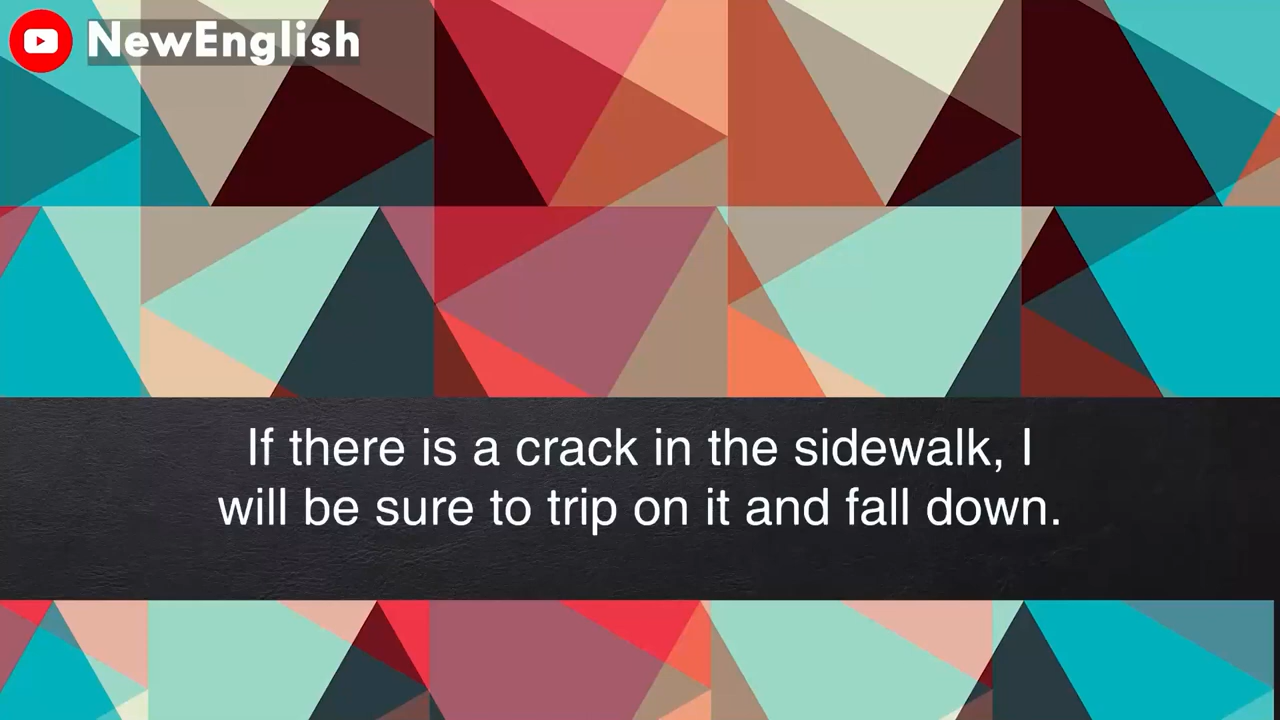 NewEnglish
If there is a crack in the sidewalk, I
will be sure to trip on it and fall down.